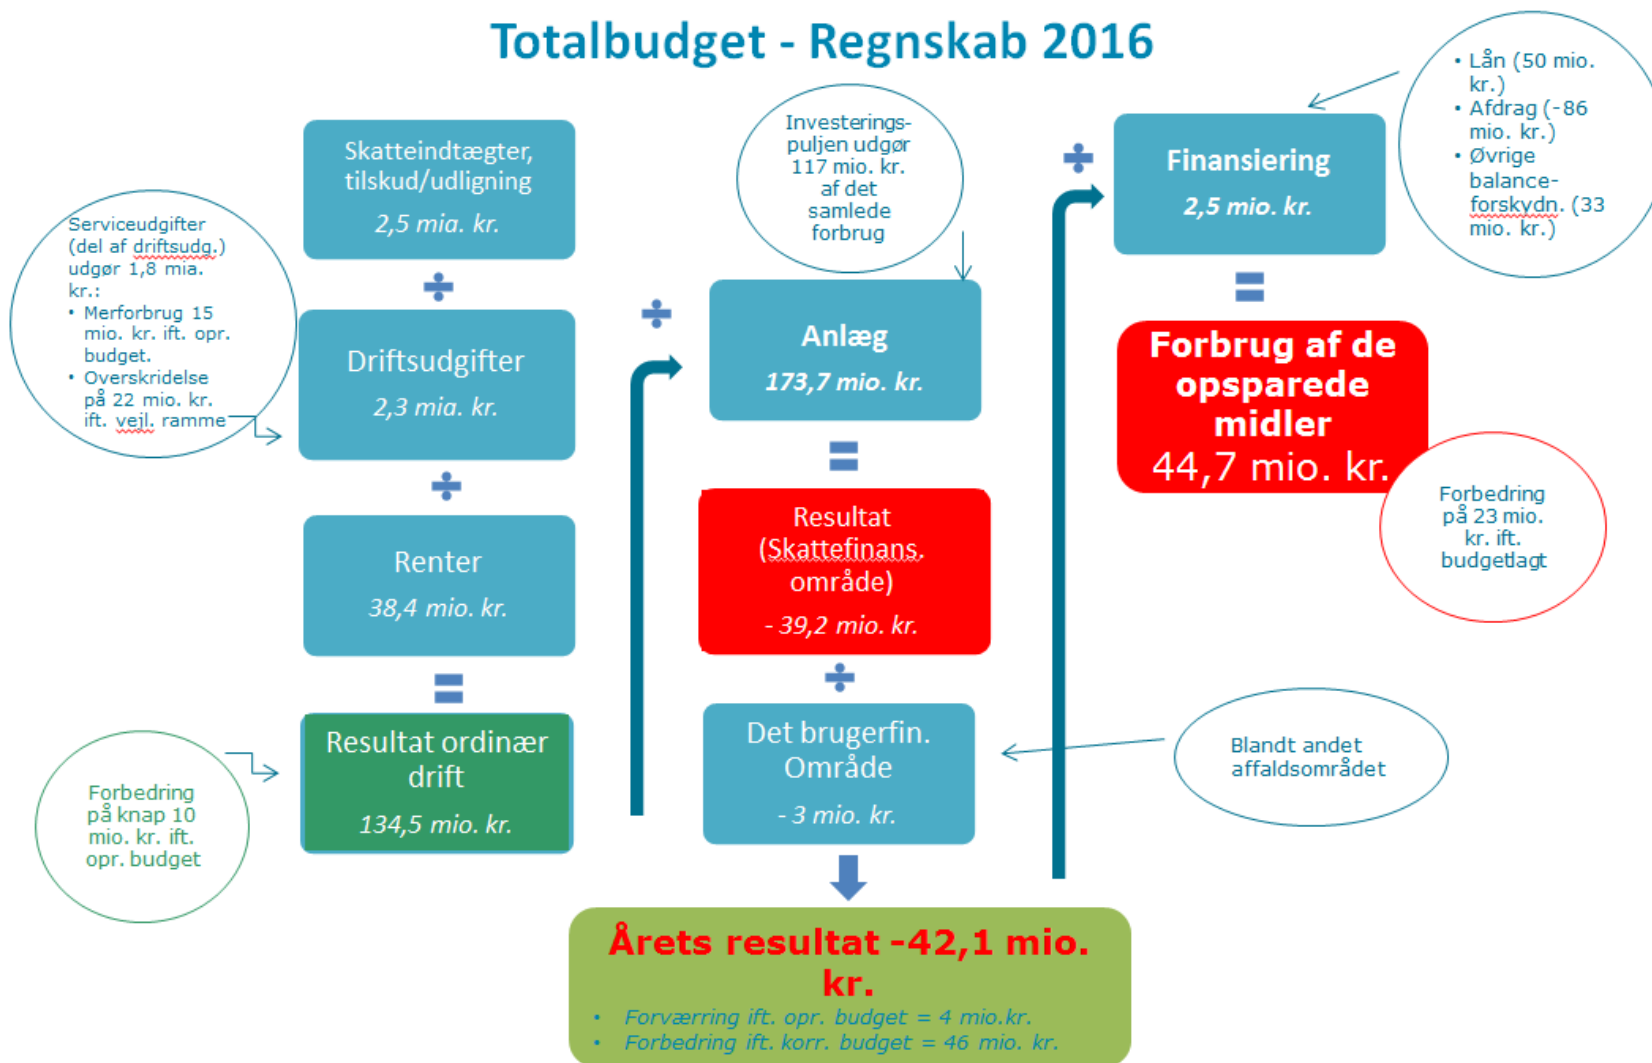 Totalbudget - Regnskab 2016
Serviceudgifter
(del af driftsudg.)
udgør 1,8 mia.
kr.:
• Merforbrug 15
mio. kr. ift. opr.
budget.
• Overskridelse
på 22 mio. kr.
ift. vejl. ramme
Skatteindtægter,
tilskud/udligning
2,5 mia. kr.
÷
Driftsudgifter
2,3 mia. kr.
÷
Renter
38,4 mio. kr.
=
Resultat ordinær
drift
134,5 mio. kr.
Forbedring
på knap 10
mio. kr. ift.
opr. budget
÷
Investerings-
puljen udgør
117 mio. kr.
af det
samlede
forbrug
Anlæg
173,7 mio. kr.
=
Resultat
(Skattefinans.
område)
- 39,2 mio. kr.
÷
Det brugerfin.
Område
- 3 mio. kr.
Blandt andet
affaldsområdet
Årets resultat -42,1 mio.
kr.
• Forværring ift. opr. budget = 4 mio.kr.
• Forbedring ift. korr. budget = 46 mio. kr.
÷
Finansiering
2,5 mio. kr.
• Lån (50 mio.
kr.)
• Afdrag (-86
mio. kr.)
• Øvrige
balance-
forskydn. (33
mio. kr.)
=
Forbrug af de
opsparede
midler
44,7 mio. kr.
Forbedring
på 23 mio.
kr. ift.
budgetlagt